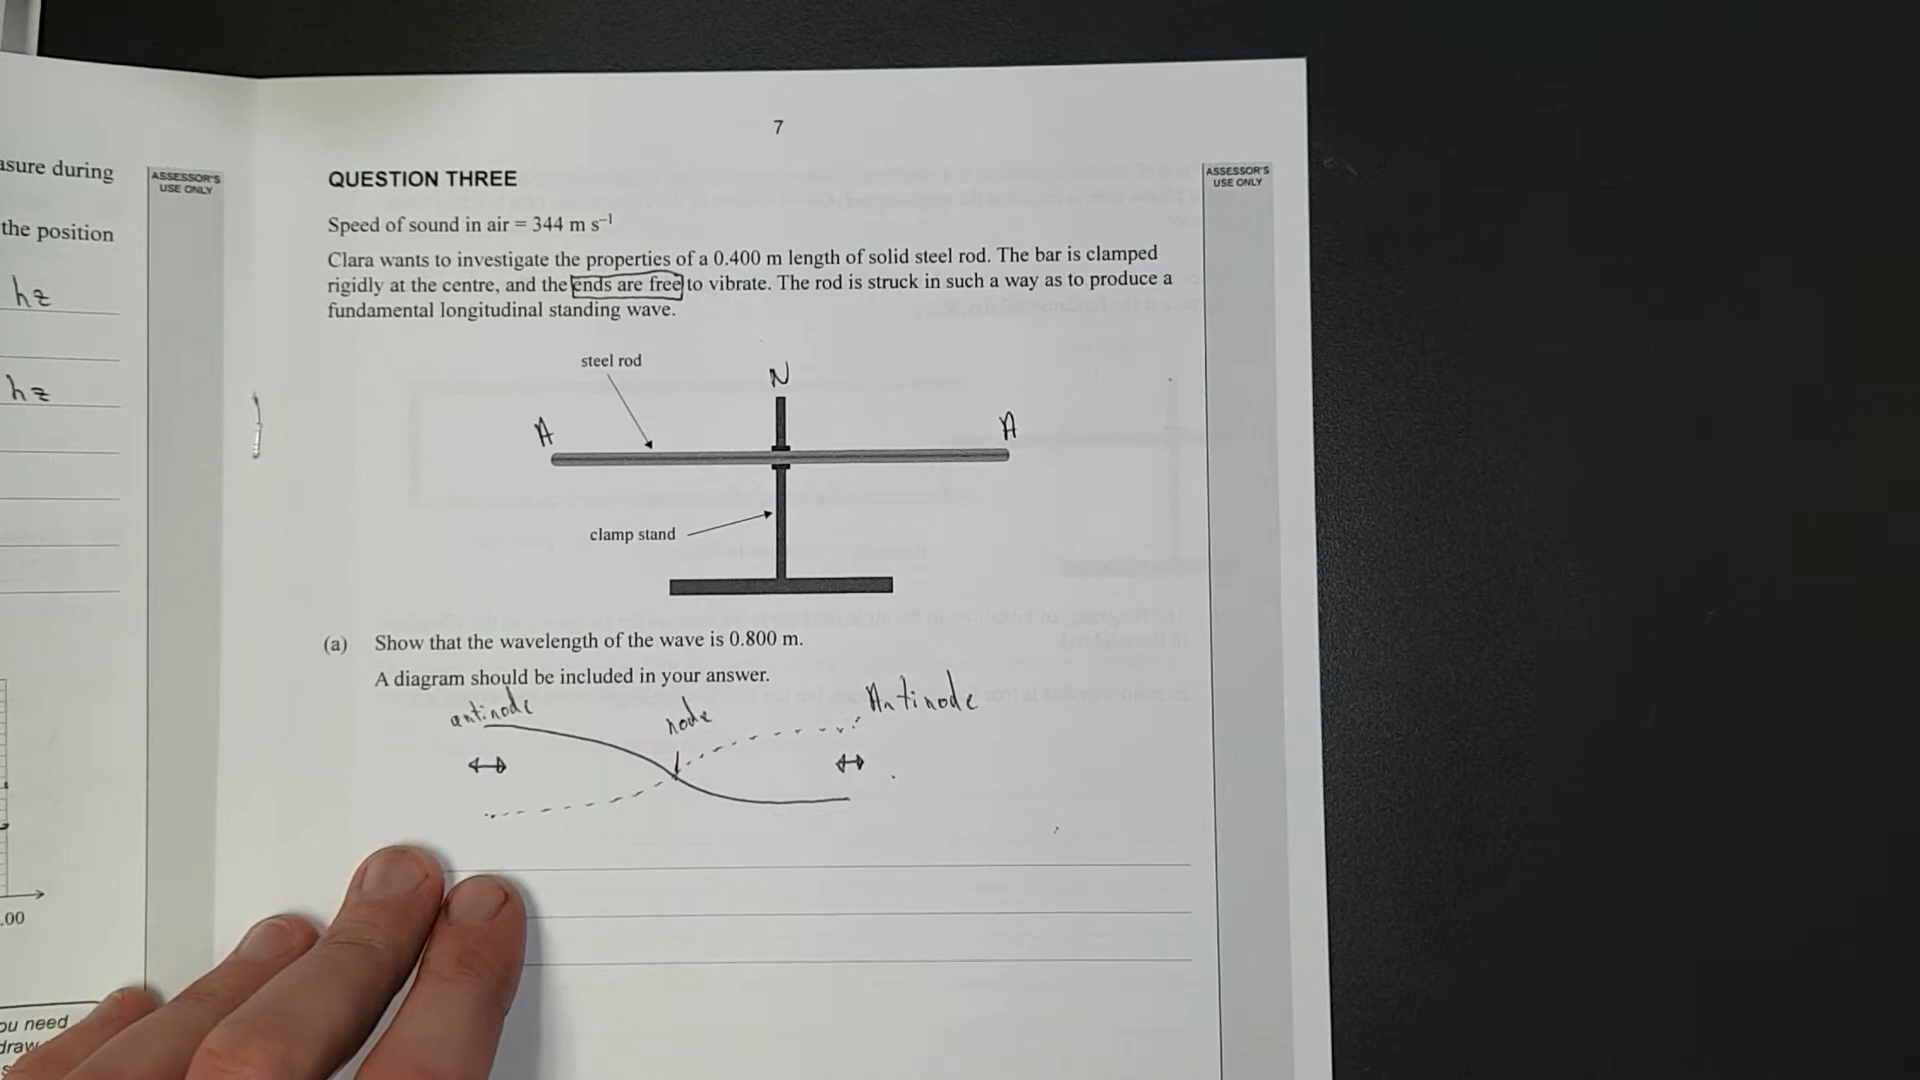 asure during
the position
hz
hz
.00
ou need
draw
ASSESSOR'S
USE ONLY
7
QUESTION THREE
Speed of sound in air = 344 m s⁻¹
Clara wants to investigate the properties of a 0.400 m length of solid steel rod. The bar is clamped
rigidly at the centre, and the ends are free to vibrate. The rod is struck in such a way as to produce a
fundamental longitudinal standing wave.
steel rod
N
A
A
clamp stand
(a) Show that the wavelength of the wave is 0.800 m.
A diagram should be included in your answer.
antinode
node
Antinode
ASSESSOR'S
USE ONLY